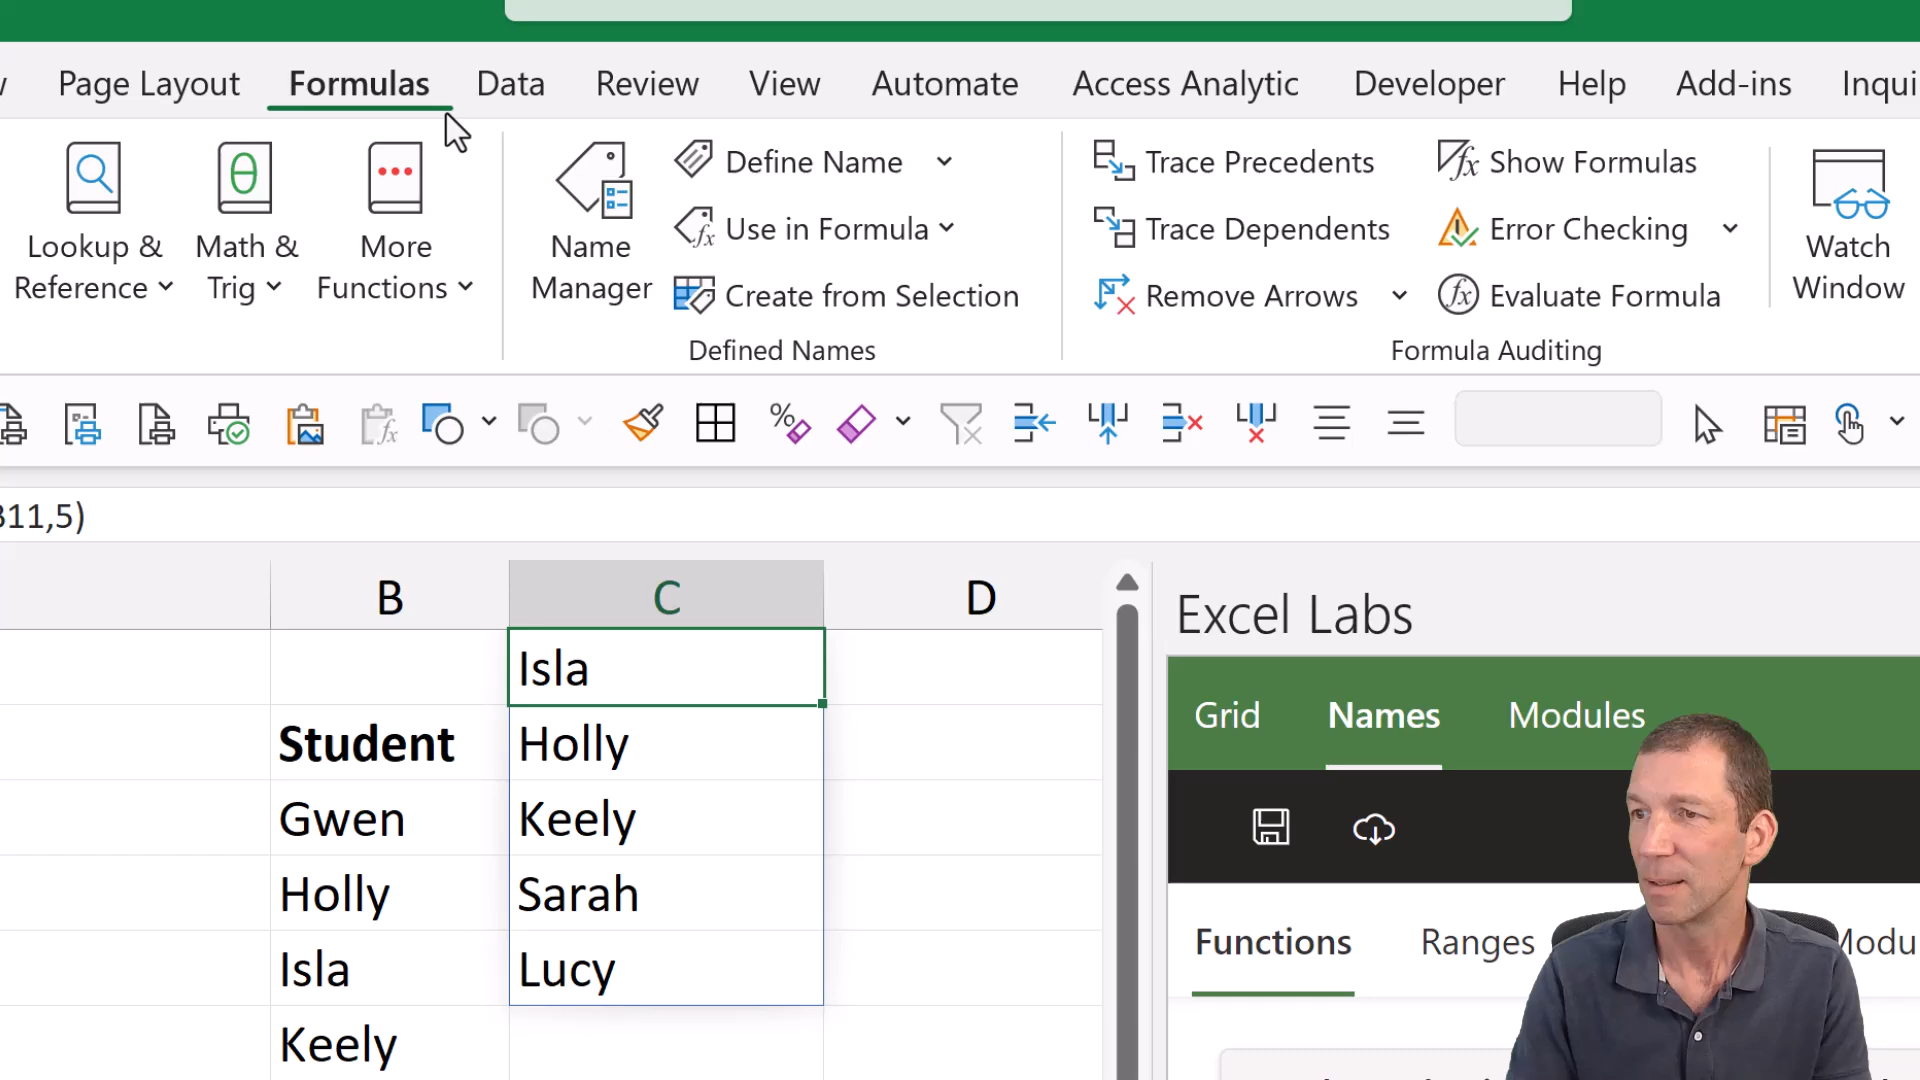 Page Layout Formulas Data Review View Automate Access Analytic Developer Help Add-ins Inqui
Lookup & Reference
Math & Trig
More Functions
Name Manager
Define Name
Use in Formula
Create from Selection
Defined Names
Trace Precedents
Trace Dependents
Remove Arrows
Show Formulas
Error Checking
Evaluate Formula
Formula Auditing
Watch Window
B11,5)
B C D
Isla
Student Holly
Gwen Keely
Holly Sarah
Isla Lucy
Keely
Excel Labs
Grid Names Modules
Functions Ranges Modu